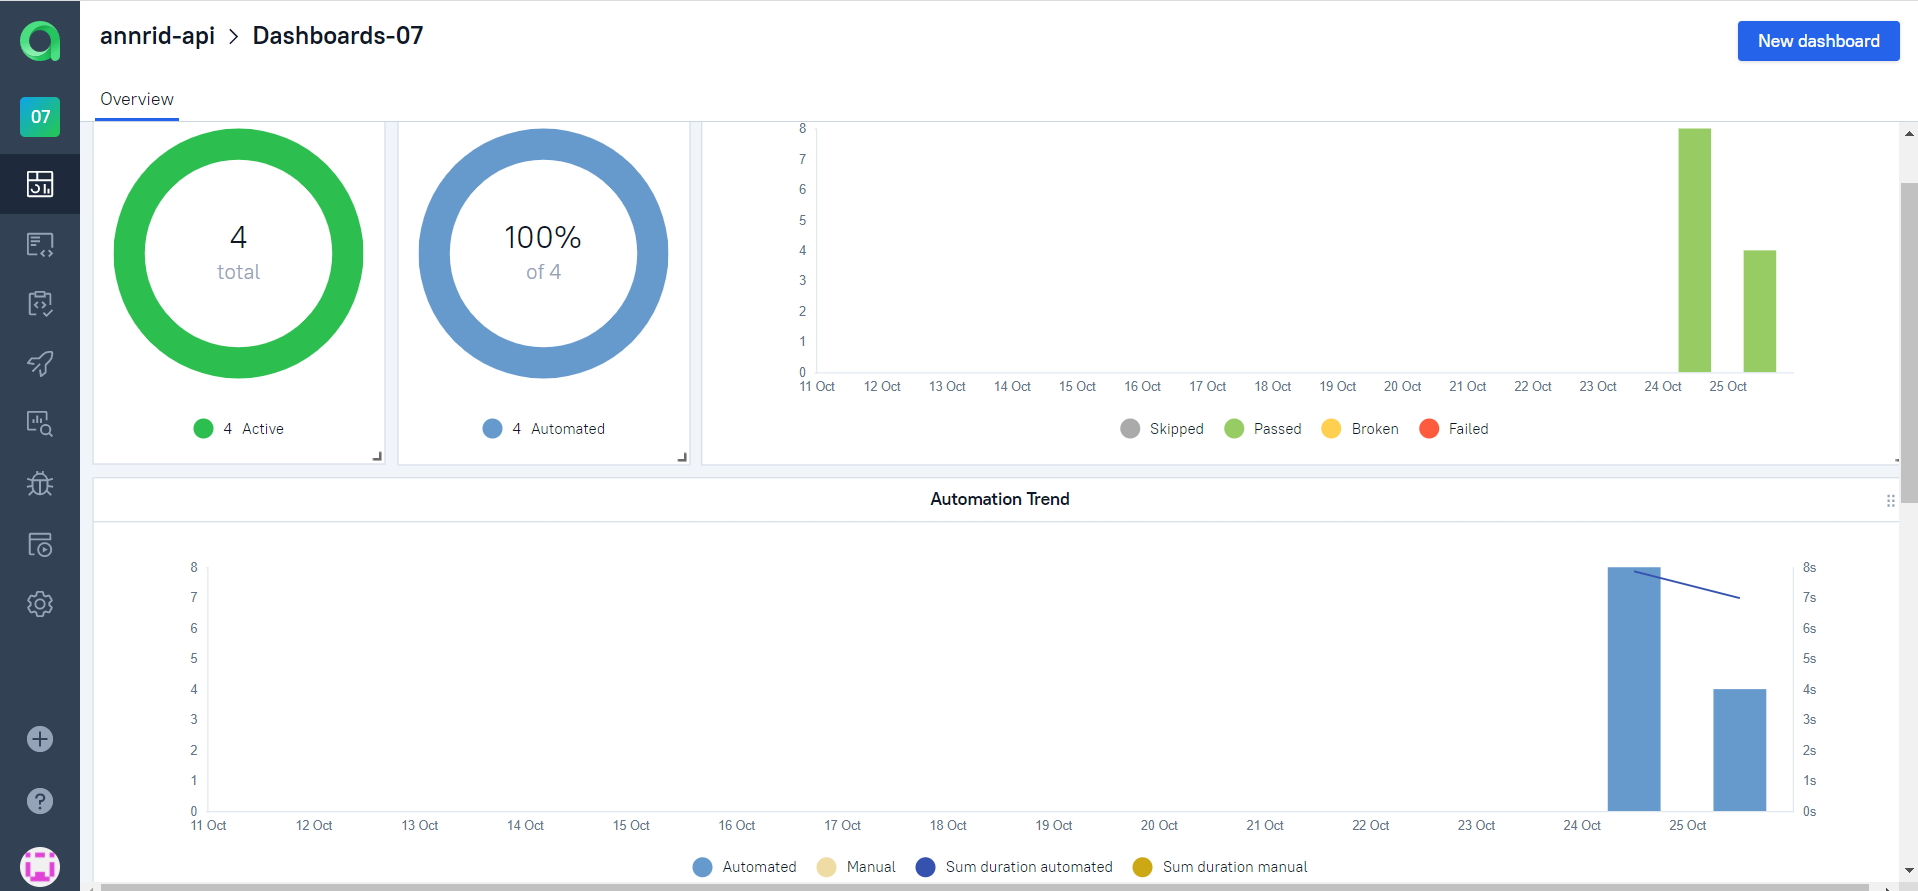 annrid-api > Dashboards-07
New dashboard
07
Overview
4
total
4 Active
100%
of 4
4 Automated
8
7
6
5
4
3
2
1
0
11 Oct 12 Oct 13 Oct 14 Oct 15 Oct 16 Oct 17 Oct 18 Oct 19 Oct 20 Oct 21 Oct 22 Oct 23 Oct 24 Oct 25 Oct
Skipped Passed Broken Failed
Automation Trend
8
7
6
5
4
3
2
1
0
8s
7s
6s
5s
4s
3s
2s
1s
0s
11 Oct 12 Oct 13 Oct 14 Oct 15 Oct 16 Oct 17 Oct 18 Oct 19 Oct 20 Oct 21 Oct 22 Oct 23 Oct 24 Oct 25 Oct
Automated Manual Sum duration automated Sum duration manual